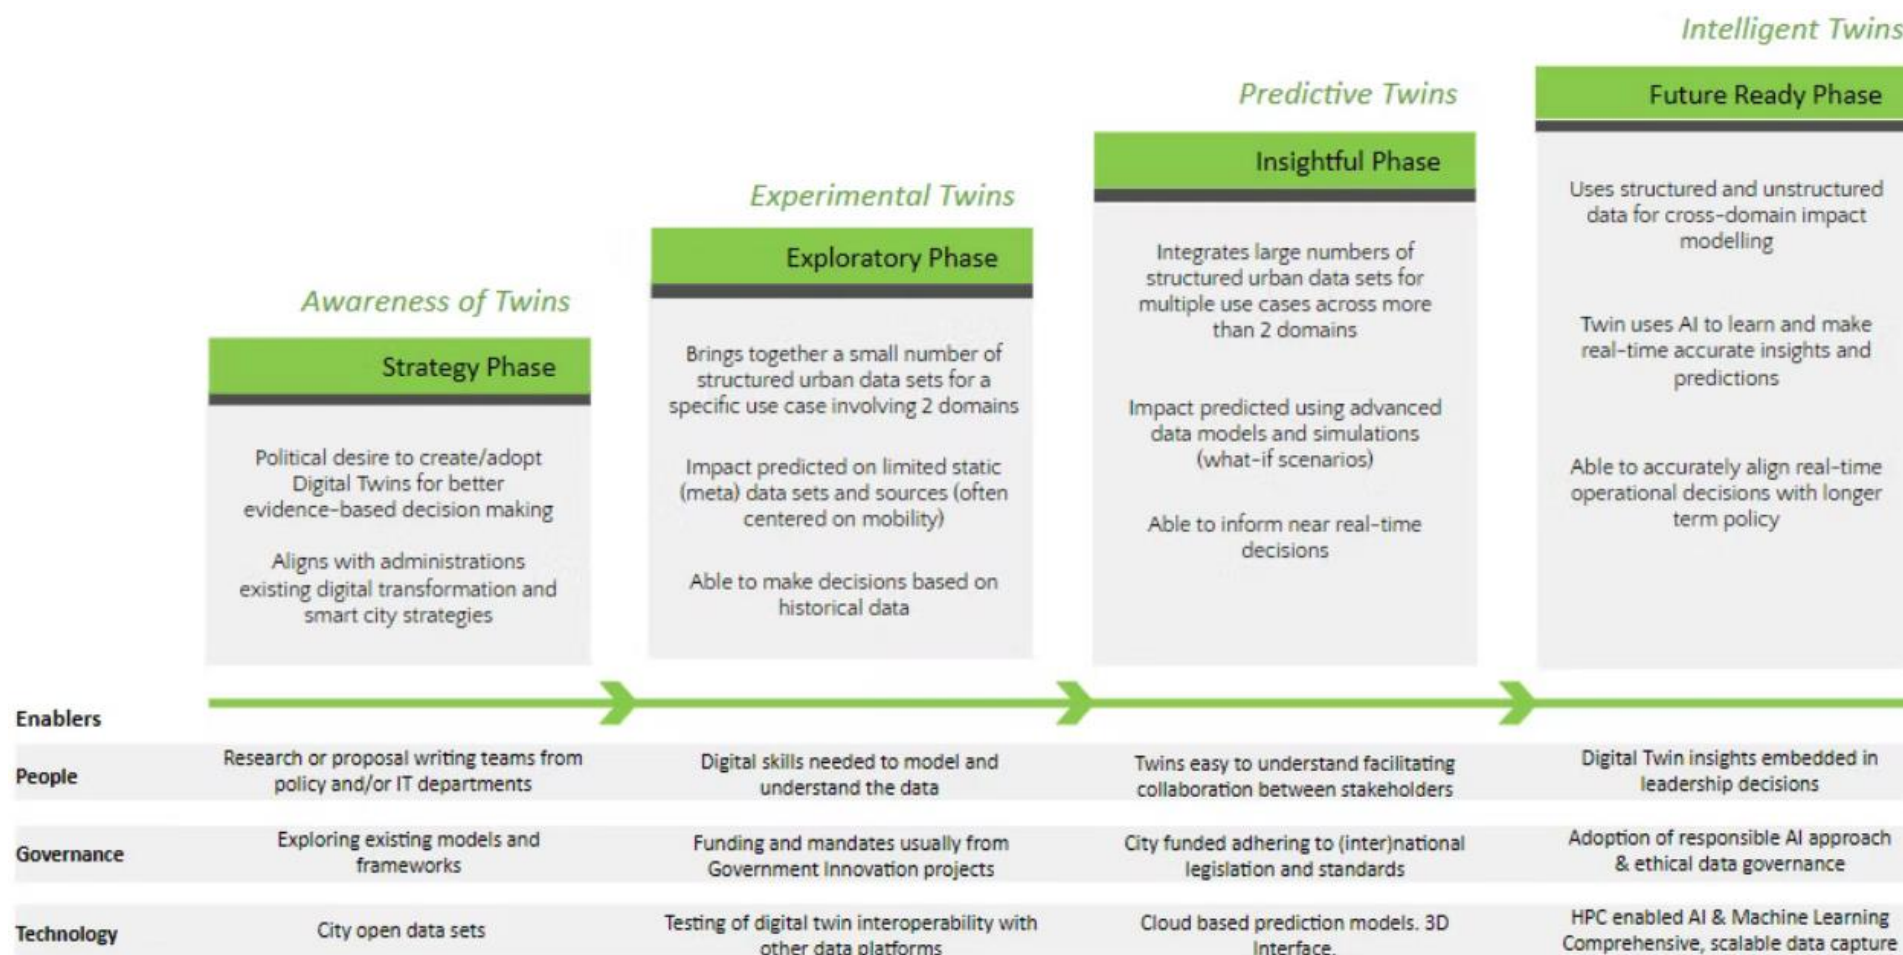 Intelligent Twins
Future Ready Phase
Predictive Twins
Insightful Phase
Experimental Twins
Exploratory Phase
Awareness of Twins
Strategy Phase
Political desire to create/adopt
Digital Twins for better
evidence-based decision making
Aligns with administrations
existing digital transformation and
smart city strategies
Brings together a small number of
structured urban data sets for a
specific use case involving 2 domains
Impact predicted on limited static
(meta) data sets and sources (often
centered on mobility)
Able to make decisions based on
historical data
Integrates large numbers of
structured urban data sets for
multiple use cases across more
than 2 domains
Impact predicted using advanced
data models and simulations
(what-if scenarios)
Able to inform near real-time
decisions
Uses structured and unstructured
data for cross-domain impact
modelling
Twin uses AI to learn and make
real-time accurate insights and
predictions
Able to accurately align real-time
operational decisions with longer
term policy
Enablers
People
Research or proposal writing teams from
policy and/or IT departments
Digital skills needed to model and
understand the data
Twins easy to understand facilitating
collaboration between stakeholders
Digital Twin insights embedded in
leadership decisions
Governance
Exploring existing models and
frameworks
Funding and mandates usually from
Government Innovation projects
City funded adhering to (inter)national
legislation and standards
Adoption of responsible AI approach
& ethical data governance
Technology
City open data sets
Testing of digital twin interoperability with
other data platforms
Cloud based prediction models. 3D
Interface.
HPC enabled AI & Machine Learning
Comprehensive, scalable data capture